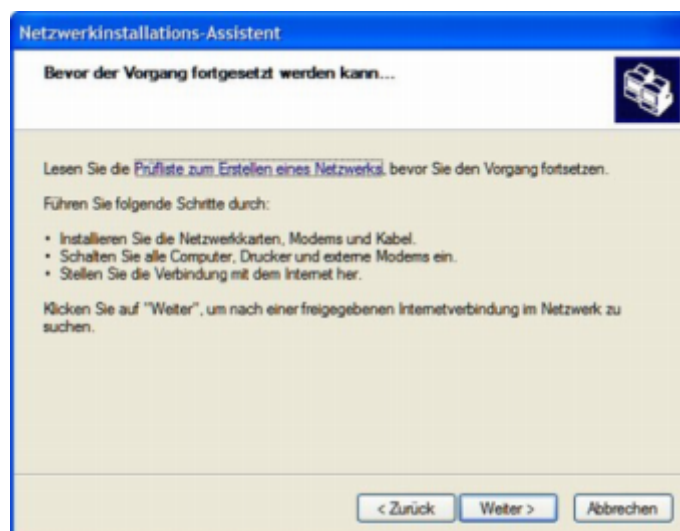 Netzwerkinstallations-Assistent
Bevor der Vorgang fortgesetzt werden kann...
Lesen Sie die Prüfliste zum Erstellen eines Netzwerks, bevor Sie den Vorgang fortsetzen.
Führen Sie folgende Schritte durch:
• Installieren Sie die Netzwerkkarten, Modems und Kabel.
• Schalten Sie alle Computer, Drucker und externe Modems ein.
• Stellen Sie die Verbindung mit dem Internet her.
Klicken Sie auf "Weiter", um nach einer freigegebenen Internetverbindung im Netzwerk zu
suchen.
< Zurück Weiter > Abbrechen